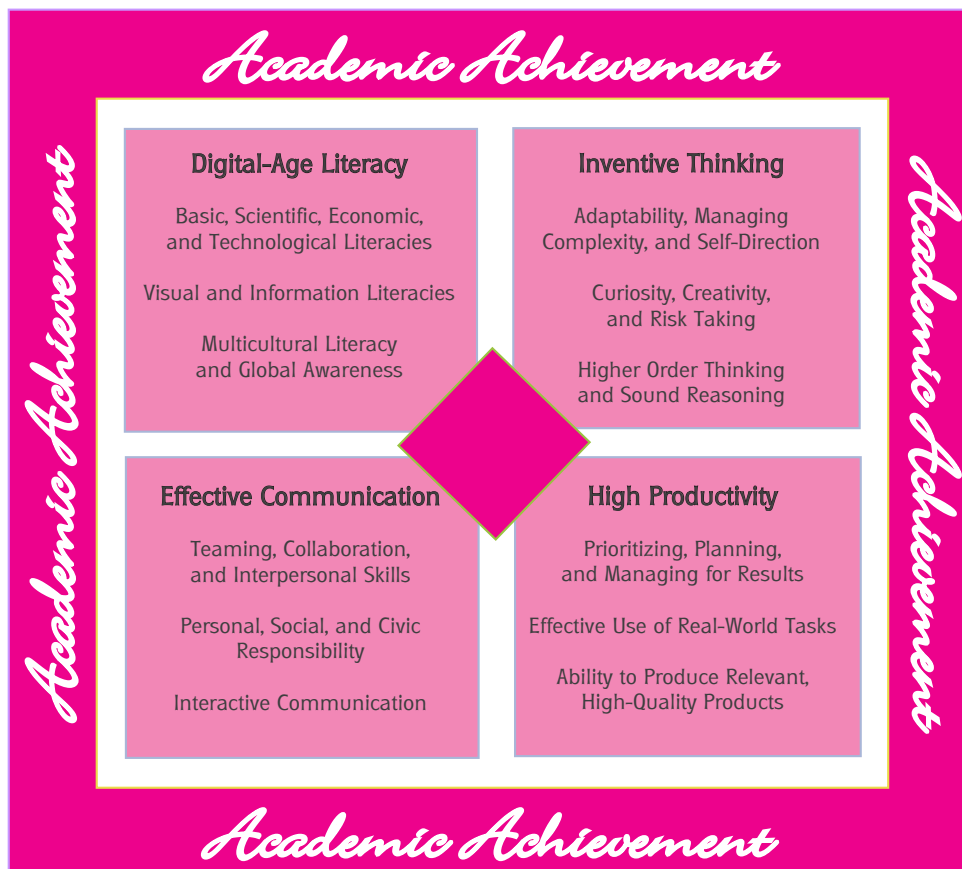 Academic Achievement
Academic Achievement
Digital-Age Literacy
Basic, Scientific, Economic,
and Technological Literacies
Visual and Information Literacies
Multicultural Literacy
and Global Awareness
Inventive Thinking
Adaptability, Managing
Complexity, and Self-Direction
Curiosity, Creativity,
and Risk Taking
Higher Order Thinking
and Sound Reasoning
Academic Achievement
Effective Communication
Teaming, Collaboration,
and Interpersonal Skills
Personal, Social, and Civic
Responsibility
Interactive Communication
High Productivity
Prioritizing, Planning,
and Managing for Results
Effective Use of Real-World Tasks
Ability to Produce Relevant,
High-Quality Products
Academic Achievement